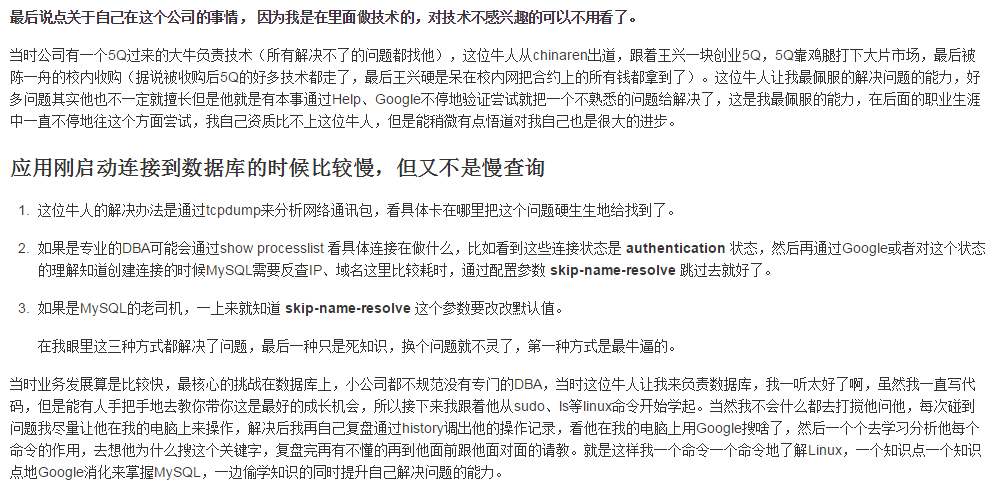 最后说点关于自己在这个公司的事情， 因为我是在里面做技术的，对技术不感兴趣的可以不用看了。
当时公司有一个5Q过来的大牛负责技术（所有解决不了的问题都找他），这位牛人从chinaren出道，跟着王兴一块创业5Q，5Q靠鸡腿打下大片市场，最后被
陈一舟的校内收购（据说被收购后5Q的好多技术都走了，最后王兴硬是呆在校内网把合约上的所有钱都拿到了）。这位牛人让我最佩服的解决问题的能力，好
多问题其实他也不一定就擅长但是他就是有本事通过Help、Google不停地验证尝试就把一个不熟悉的问题给解决了，这是我最佩服的能力，在后面的职业生涯
中一直不停地往这个方面尝试，我自己资质比不上这位牛人，但是能稍微有点悟道对我自己也是很大的进步。
应用刚启动连接到数据库的时候比较慢，但又不是慢查询
1. 这位牛人的解决办法是通过tcpdump来分析网络通讯包，看具体卡在哪里把这个问题硬生生地给找到了。
2. 如果是专业的DBA可能会通过show processlist 看具体连接在做什么，比如看到这些连接状态是 authentication 状态，然后再通过Google或者对这个状态
的理解知道创建连接的时候MySQL需要反查IP、域名这里比较耗时，通过配置参数 skip-name-resolve 跳过去就好了。
3. 如果是MySQL的老司机，一上来就知道 skip-name-resolve 这个参数要改改默认值。
在我眼里这三种方式都解决了问题，最后一种只是死知识，换个问题就不灵了，第一种方式是最牛逼的。
当时业务发展算是比较快，最核心的挑战在数据库上，小公司都不规范没有专门的DBA，当时这位牛人让我来负责数据库，我一听太好了啊，虽然我一直写代
码，但是能有人手把手地去教你带你这是最好的成长机会，所以接下来我跟着他从sudo、ls等linux命令开始学起。当然我不会什么都去打搅他问他，每次碰到
问题我尽量让他在我的电脑上来操作，解决后我再自己复盘通过history调出他的操作记录，看他在我的电脑上用Google搜啥了，然后一个个去学习分析他每个
命令的作用，去想他为什么搜这个关键字，复盘完再有不懂的再到他面前跟他面对面的请教。就是这样我一个命令一个命令地了解Linux，一个知识点一个知识
点地Google消化来掌握MySQL，一边偷学知识的同时提升自己解决问题的能力。